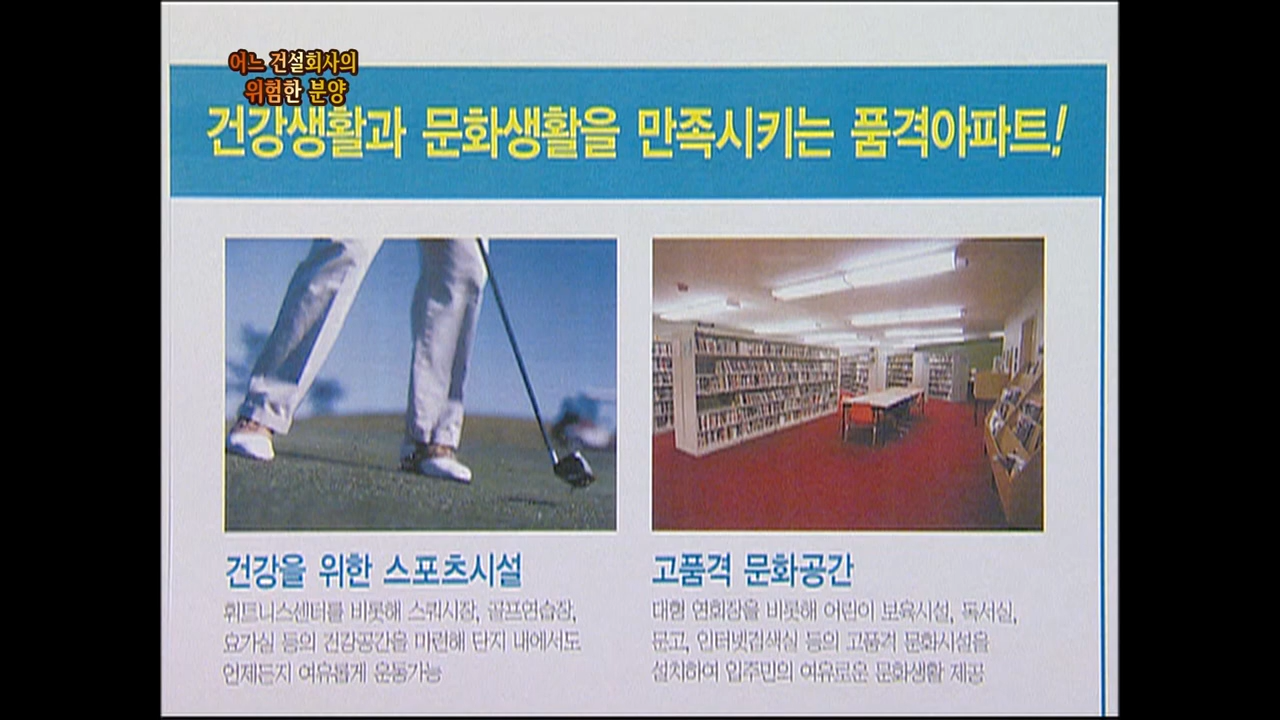 어느 건설회사의
위험한 분양
건강생활과 문화생활을 만족시키는 품격아파트!
건강을 위한 스포츠시설
휘트니스센터를 비롯해 스쿼시장, 골프연습장,
요가실 등의 건강공간을 마련해 단지 내에서도
언제든지 여유롭게 운동가능
고품격 문화공간
대형 연회장을 비롯해 어린이 보육시설, 독서실,
문고, 인터넷검색실 등의 고품격 문화시설을
설치하여 입주민의 여유로운 문화생활 제공